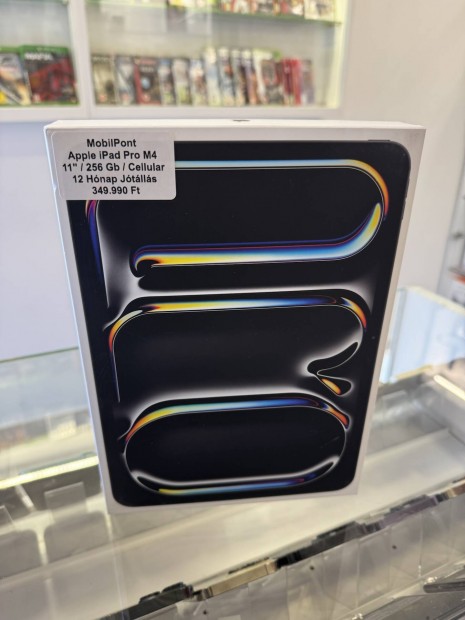 MobilPont
Apple iPad Pro M4
11" / 256 Gb / Cellular
12 Hónap Jótállás
349.990 Ft